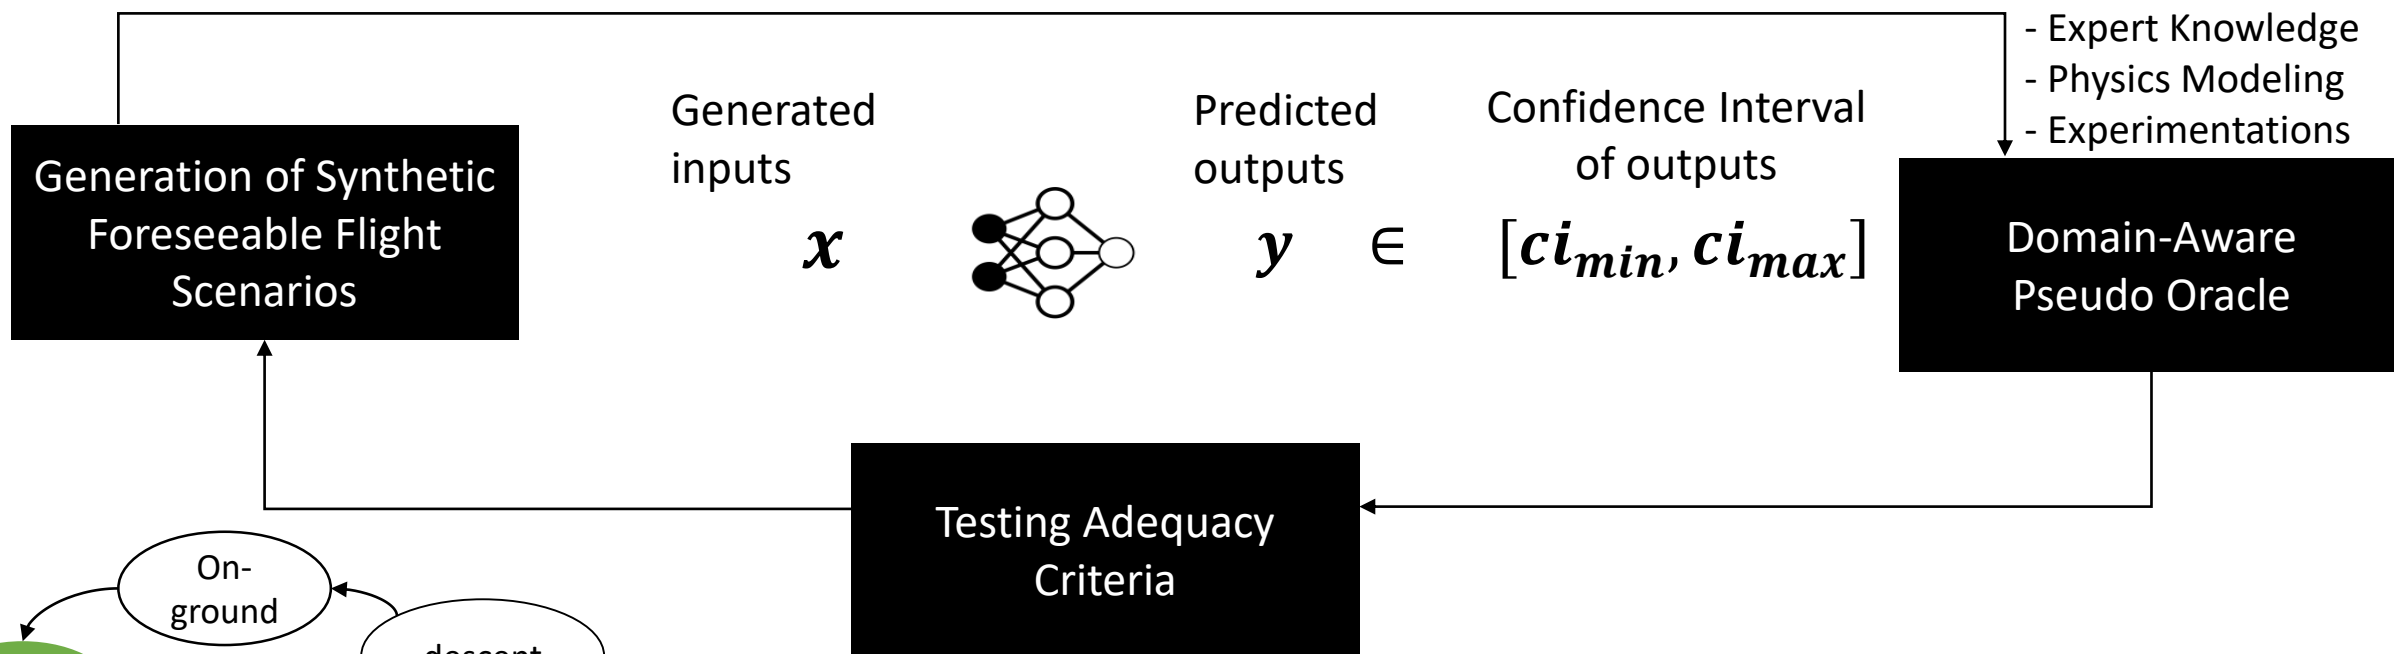 - Expert Knowledge
- Physics Modeling
- Experimentations
Generation of Synthetic
Foreseeable Flight
Scenarios
Generated
inputs
x
Predicted
outputs
y ∈
Confidence Interval
of outputs
[ci_min, ci_max]
Domain-Aware
Pseudo Oracle
Testing Adequacy
Criteria
On-
ground
descent